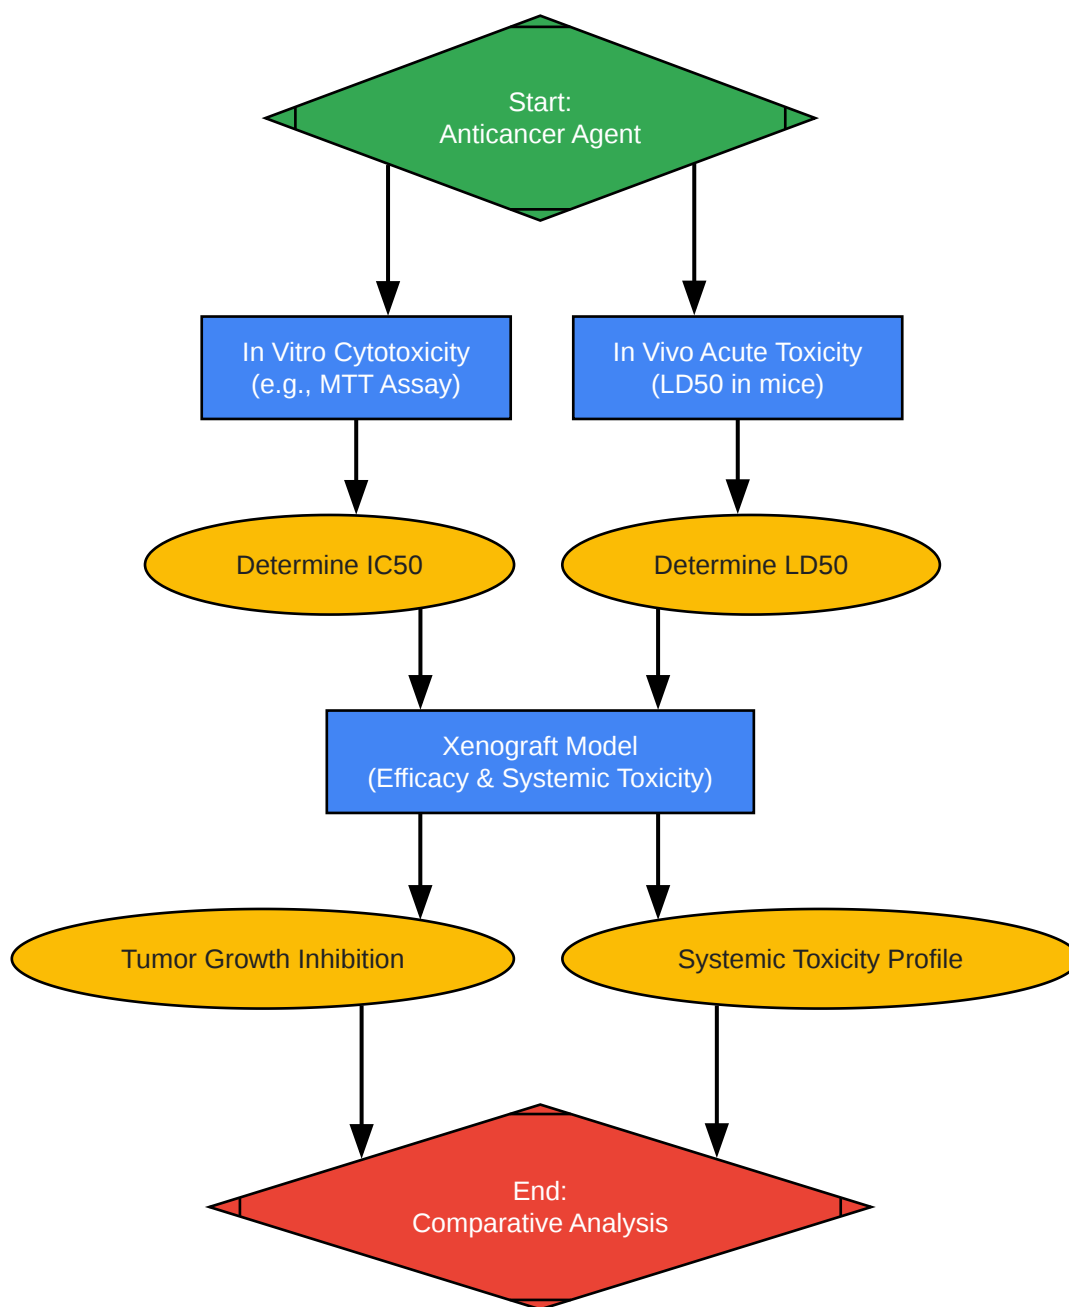 Start:
Anticancer Agent
In Vitro Cytotoxicity
(e.g., MTT Assay)
In Vivo Acute Toxicity
(LD50 in mice)
Determine IC50
Determine LD50
Xenograft Model
(Efficacy & Systemic Toxicity)
Tumor Growth Inhibition
Systemic Toxicity Profile
End:
Comparative Analysis